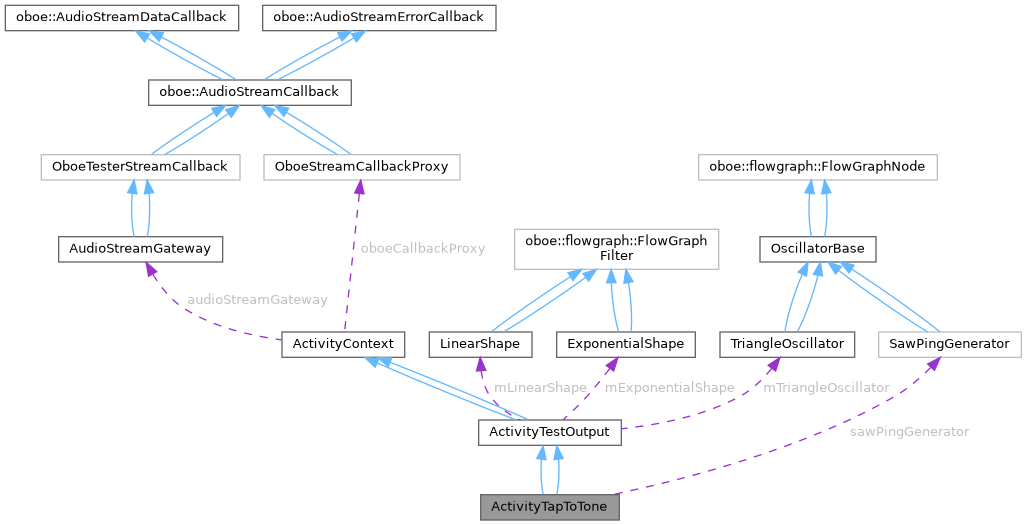 oboe::AudioStreamDataCallback
oboe::AudioStreamErrorCallback
oboe::AudioStreamCallback
OboeTesterStreamCallback
OboeStreamCallbackProxy
oboe::flowgraph::FlowGraphNode
AudioStreamGateway
oboeCallbackProxy
oboe::flowgraph::FlowGraph
Filter
OscillatorBase
audioStreamGateway
ActivityContext
LinearShape
ExponentialShape
TriangleOscillator
SawPingGenerator
mLinearShape
mExponentialShape
mTriangleOscillator
ActivityTestOutput
sawPingGenerator
ActivityTapToTone